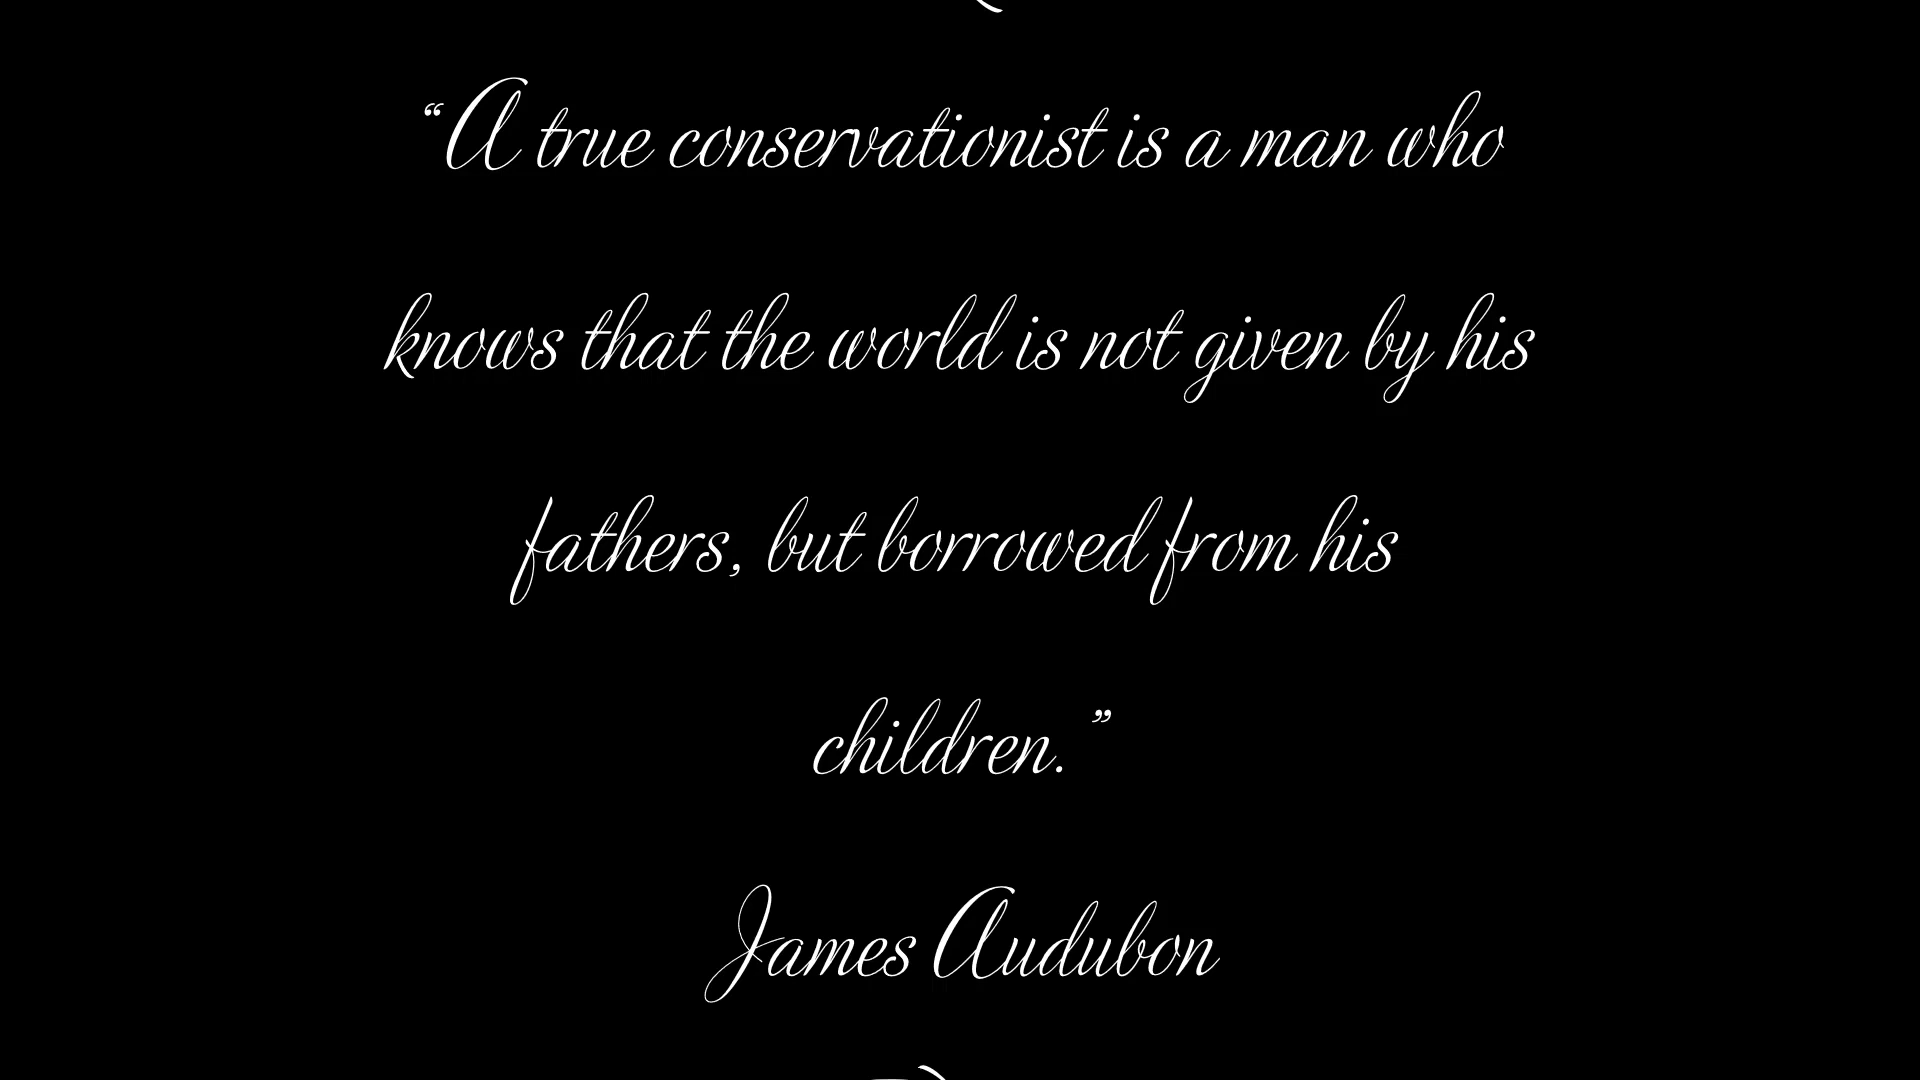 “A true conservationist is a man who
knows that the world is not given by his
fathers, but borrowed from his
children.”
James Audubon